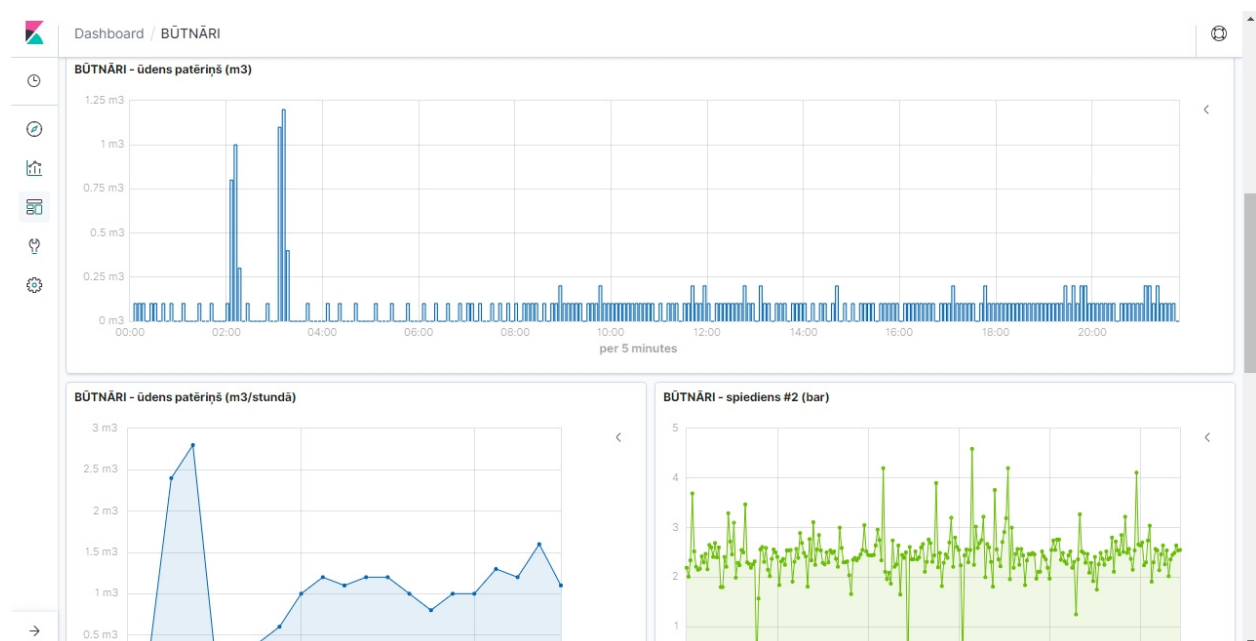 Dashboard / BŪTNĀRI
BŪTNĀRI - ūdens patēriņš (m3)
1.25 m3
1 m3
0.75 m3
0.5 m3
0.25 m3
0 m3
00:00 02:00 04:00 06:00 08:00 10:00 12:00 14:00 16:00 18:00 20:00
per 5 minutes
BŪTNĀRI - ūdens patēriņš (m3/stundā)
3 m3
2.5 m3
2 m3
1.5 m3
1 m3
0.5 m3
BŪTNĀRI - spiediens #2 (bar)
5
4
3
2
1